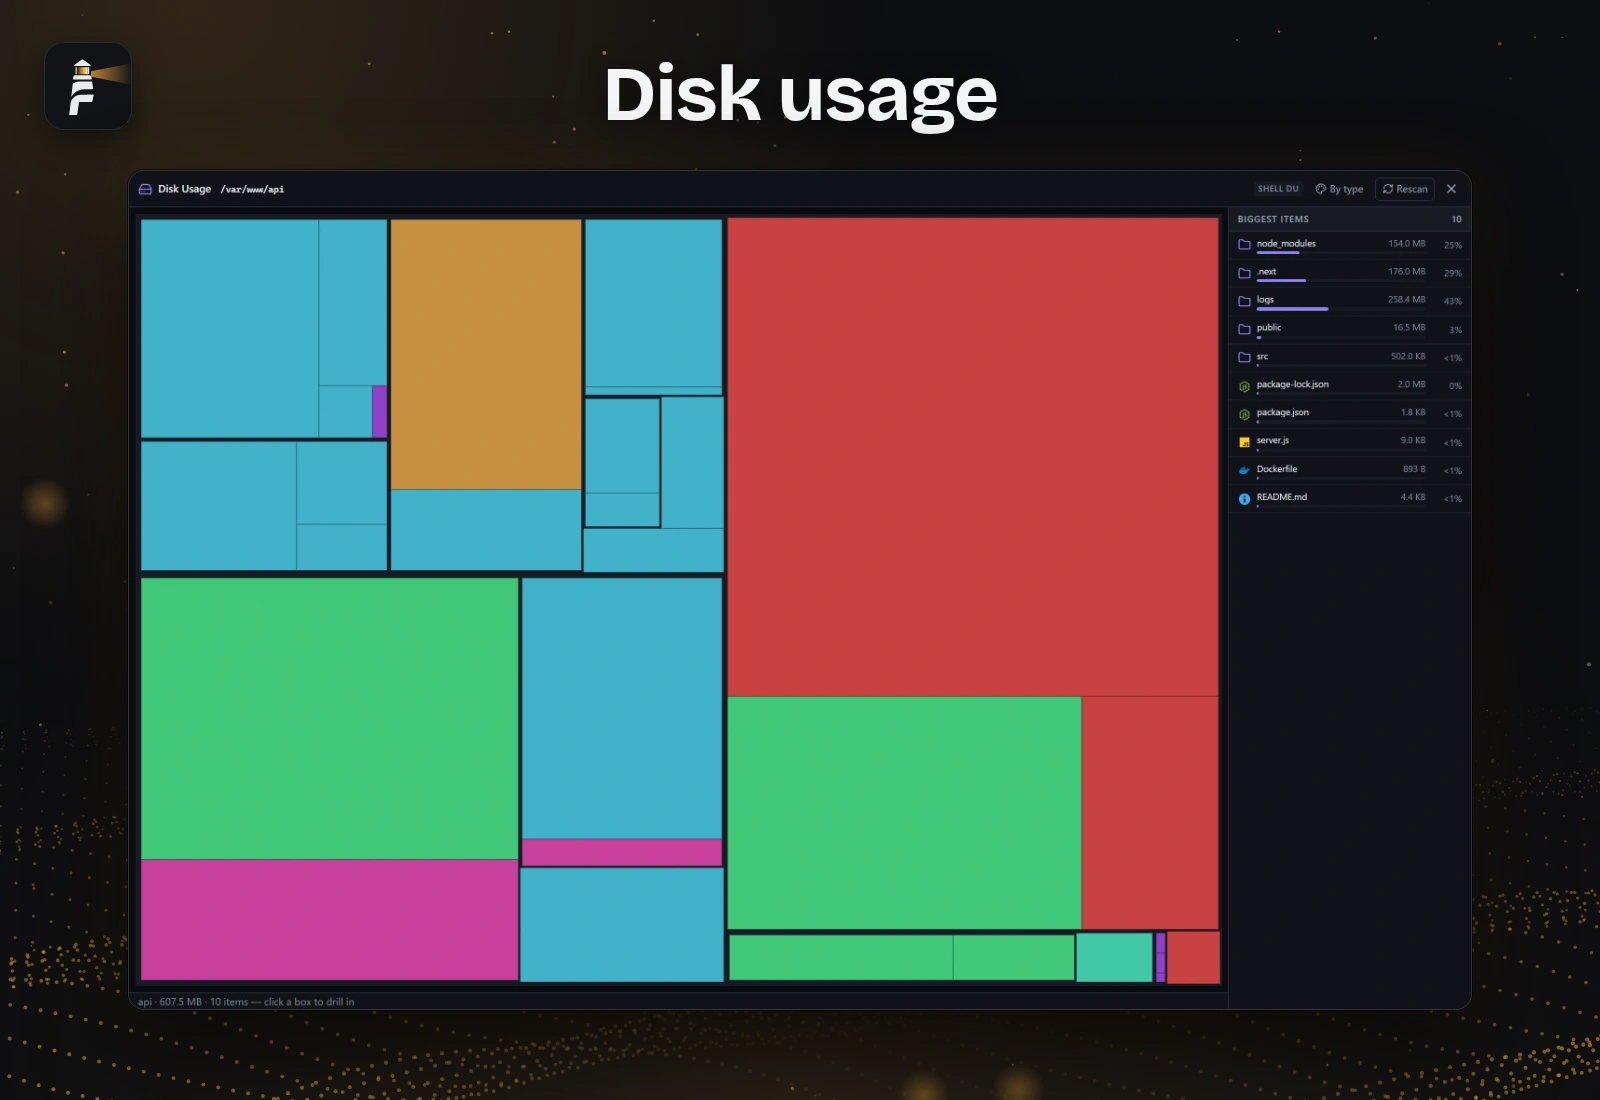 Disk usage
Disk Usage /var/www/api
SHELL DU By type Rescan
BIGGEST ITEMS 10
node_modules 154.0 MB 25%
.next 176.0 MB 29%
logs 258.4 MB 43%
public 16.5 MB 3%
src 502.0 KB <1%
package-lock.json 2.0 MB 0%
package.json 1.8 KB <1%
server.js 9.0 KB <1%
Dockerfile 893 B <1%
README.md 4.4 KB <1%
api · 607.5 MB · 10 items — click a box to drill in